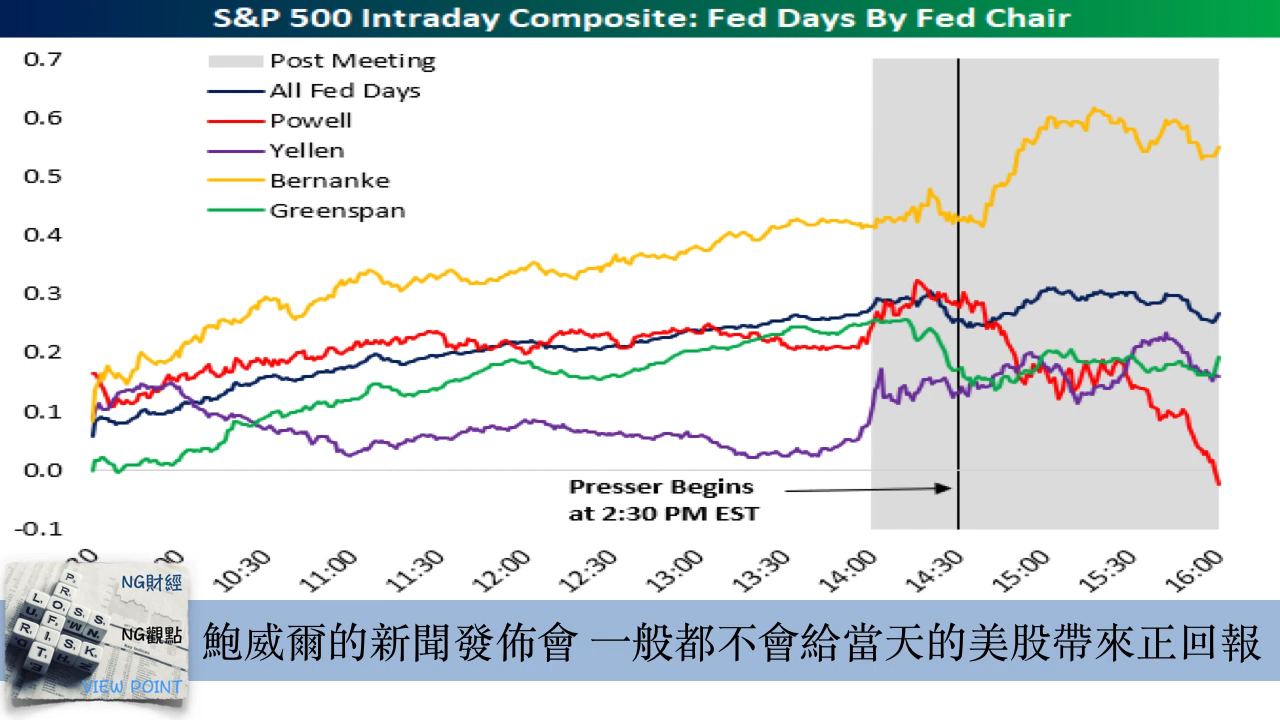 S&P 500 Intraday Composite: Fed Days By Fed Chair
0.7
0.6
0.5
0.4
0.3
0.2
0.1
0.0
-0.1
Post Meeting
All Fed Days
Powell
Yellen
Bernanke
Greenspan
Presser Begins
at 2:30 PM EST
10:30
11:00
11:30
12:00
12:30
13:00
13:30
14:00
14:30
15:00
15:30
16:00
NG財經
NG觀點
VIEW POINT
鮑威爾的新聞發佈會 一般都不會給當天的美股帶來正回報